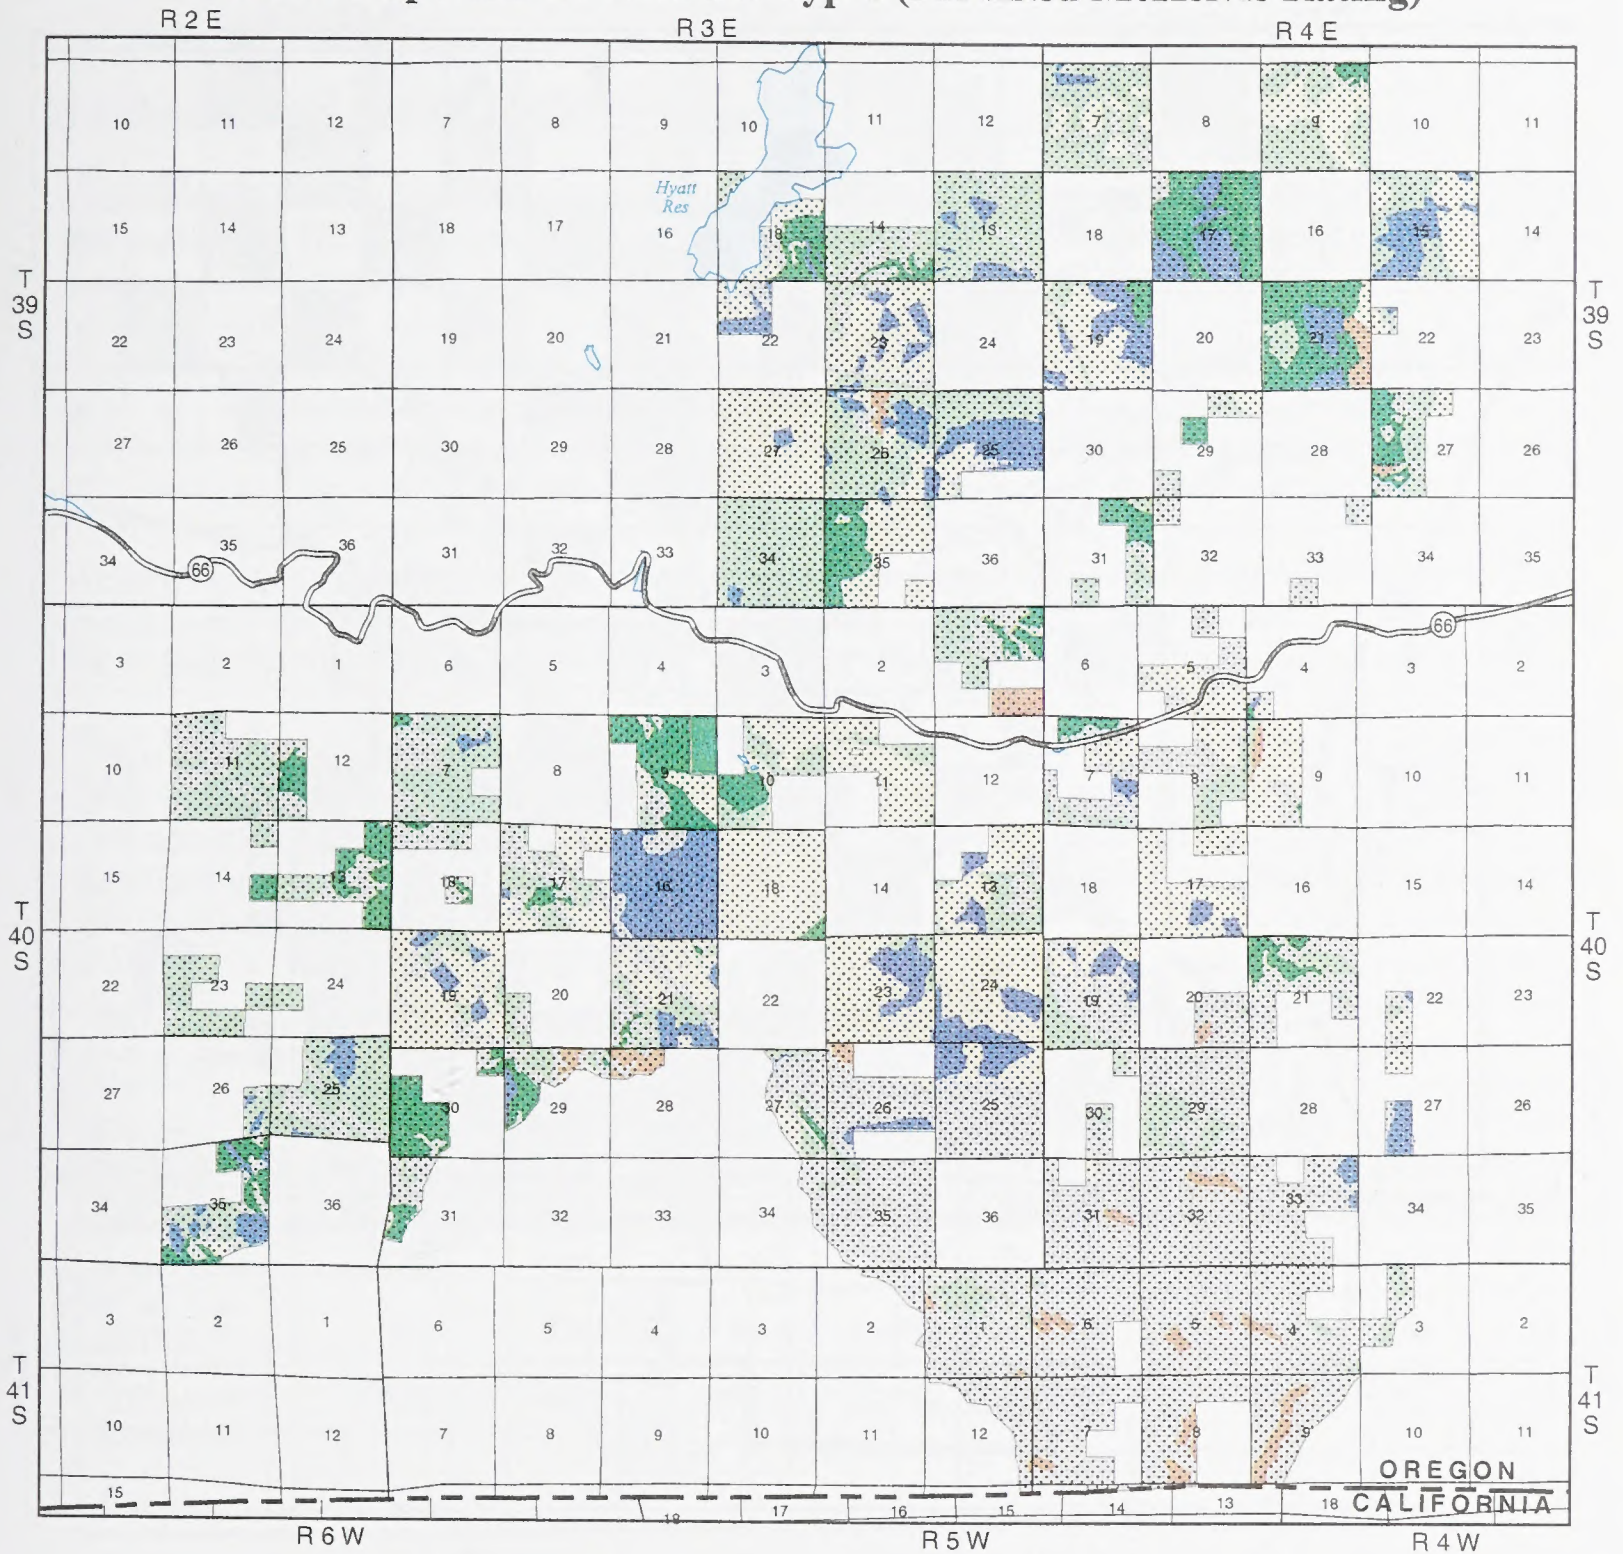 R 2 E R 3 E R 4 E
10 11 12 7 8 9 10 11 12 7 8 9 10 11
Hyatt
Res
15 14 13 18 17 16 18 14 13 18 17 16 15 14
T
39
S
T
39
S
22 23 24 19 20 21 22 23 24 19 20 21 22 23
27 26 25 30 29 28 27 26 25 30 29 28 27 26
34 35 36 31 32 33 34 35 36 31 32 33 34 35
66
66
3 2 1 6 5 4 3 2 1 6 5 4 3 2
10 11 12 7 8 9 10 11 12 7 8 9 10 11
15 14 13 18 17 16 18 14 13 18 17 16 15 14
T
40
S
T
40
S
22 23 24 19 20 21 22 23 24 19 20 21 22 23
27 26 25 30 29 28 27 26 25 30 29 28 27 26
34 35 36 31 32 33 34 35 36 31 32 33 34 35
3 2 1 6 5 4 3 2 1 6 5 4 3 2
T
41
S
T
41
S
10 11 12 7 8 9 10 11 12 7 8 9 10 11
OREGON
15 18 17 16 15 14 13 18 CALIFORNIA
R 6 W R 5 W R 4 W